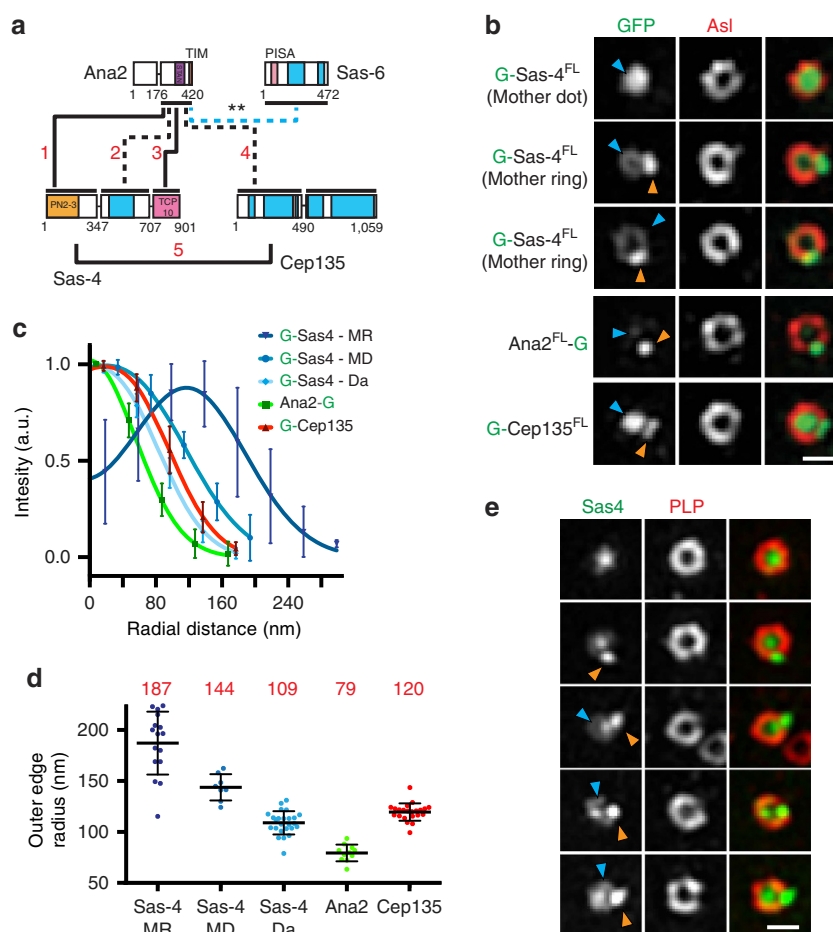 a
TIM
PISA
Ana2
STAN
Sas-6
1 176 420
1 472
**
1
2
3
4
PN2-3
TCP
10
1 347 707 901
1 490 1,059
5
Sas-4
Cep135
b
GFP
Asl
G-Sas-4FL
(Mother dot)
G-Sas-4FL
(Mother ring)
G-Sas-4FL
(Mother ring)
Ana2FL-G
G-Cep135FL
c
G-Sas4 - MR
G-Sas4 - MD
G-Sas4 - Da
Ana2-G
G-Cep135
Intesity (a.u.)
1.0
0.5
0.0
0 80 160 240
Radial distance (nm)
d
187 144 109 79 120
Outer edge
radius (nm)
200
150
100
50
Sas-4
MR
Sas-4
MD
Sas-4
Da
Ana2
Cep135
e
Sas4
PLP